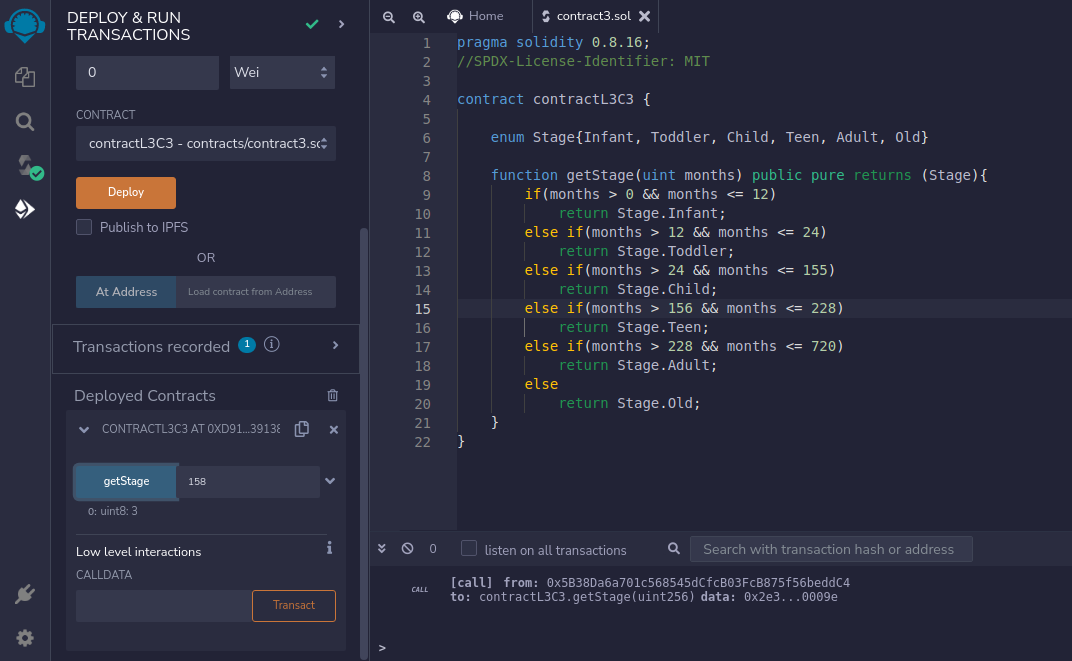 DEPLOY & RUN
TRANSACTIONS
0
Wei
CONTRACT
contractL3C3 - contracts/contract3.sc
Deploy
Publish to IPFS
OR
At Address
Load contract from Address
Transactions recorded 1 i
Deployed Contracts
CONTRACTL3C3 AT 0XD91...39138
getStage
158
0: uint8: 3
Low level interactions
i
CALLDATA
Transact
Home
contract3.sol
1 pragma solidity 0.8.16;
2 //SPDX-License-Identifier: MIT
3
4 contract contractL3C3 {
5
6 enum Stage{Infant, Toddler, Child, Teen, Adult, Old}
7
8 function getStage(uint months) public pure returns (Stage){
9 if(months > 0 && months <= 12)
10 return Stage.Infant;
11 else if(months > 12 && months <= 24)
12 return Stage.Toddler;
13 else if(months > 24 && months <= 155)
14 return Stage.Child;
15 else if(months > 156 && months <= 228)
16 return Stage.Teen;
17 else if(months > 228 && months <= 720)
18 return Stage.Adult;
19 else
20 return Stage.Old;
21 }
22 }
0
listen on all transactions
Search with transaction hash or address
CALL
[call] from: 0x5B38Da6a701c568545dCfcB03FcB875f56beddC4
to: contractL3C3.getStage(uint256) data: 0x2e3...0009e
>